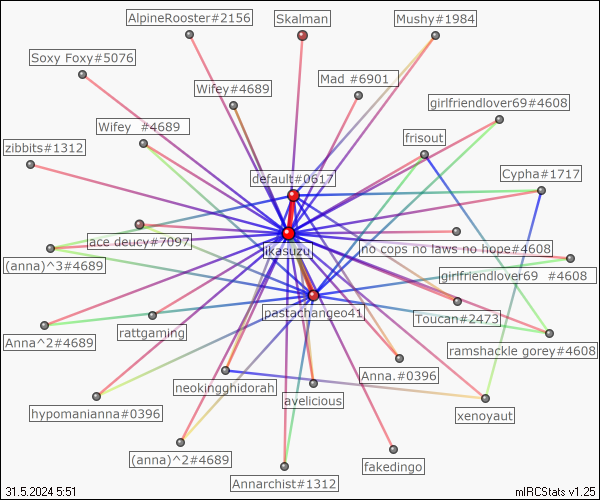 AlpineRooster#2156
Skalman
Mushy#1984
Soxy Foxy#5076
Wifey#4689
Mad #6901
girlfriendlover69#4608
Wifey  #4689
frisout
zibbits#1312
default#0617
Cypha#1717
ace deucy#7097
ikasuzu
no cops no laws no hope#4608
(anna)^3#4689
girlfriendlover69  #4608
pastachangeo41
Toucan#2473
Anna^2#4689
rattgaming
ramshackle gorey#4608
Anna.#0396
neokingghidorah
avelicious
hypomanianna#0396
xenoyaut
(anna)^2#4689
fakedingo
Annarchist#1312
31.5.2024 5:51
mIRCStats v1.25